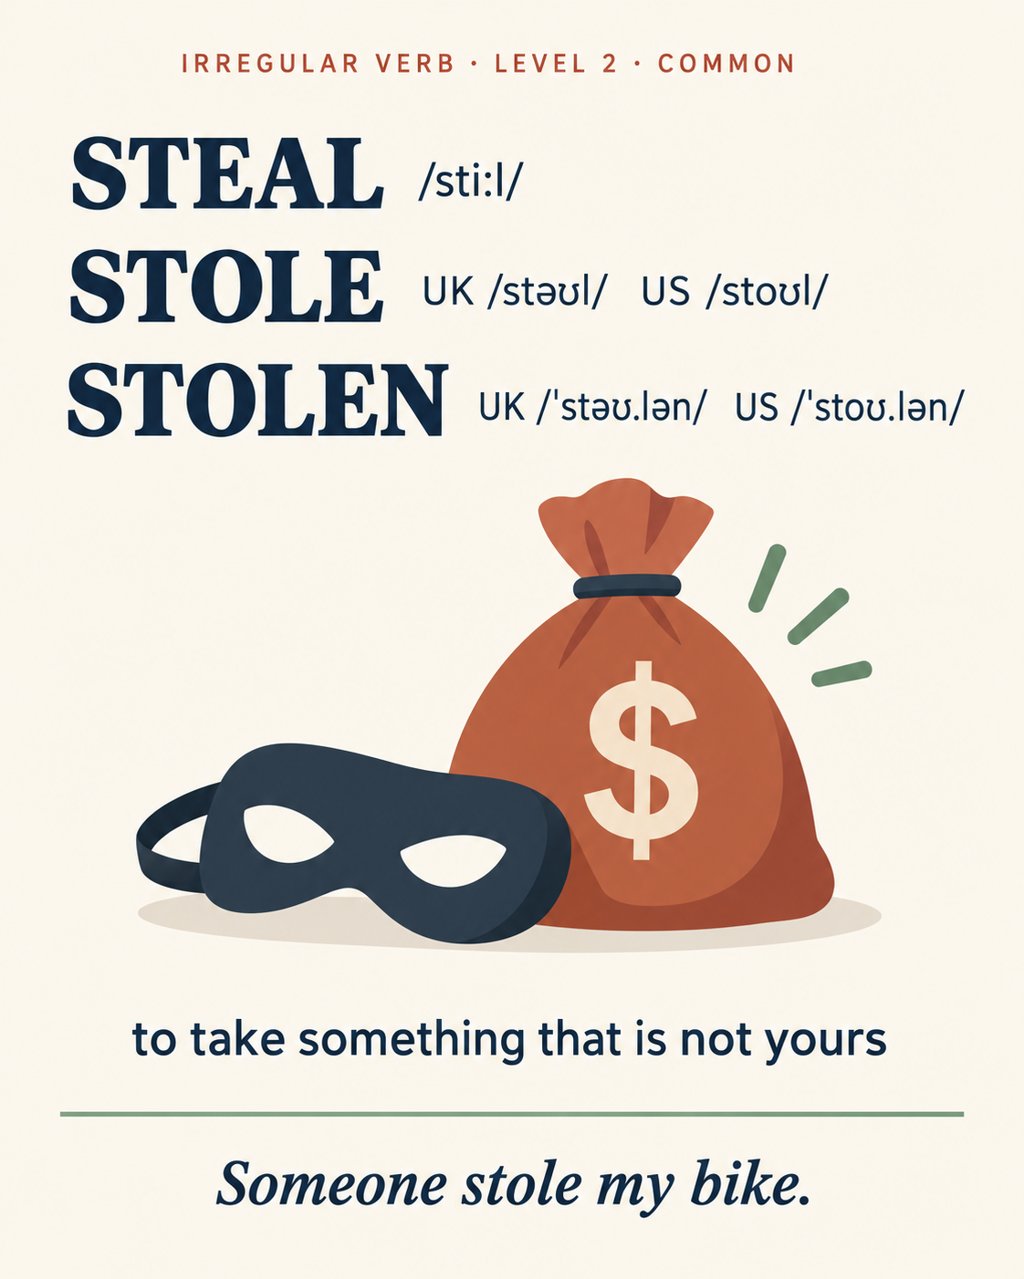 IRREGULAR VERB · LEVEL 2 · COMMON
STEAL /stiːl/
STOLE UK /stəʊl/ US /stoʊl/
STOLEN UK /ˈstəʊ.lən/ US /ˈstoʊ.lən/
$
to take something that is not yours
Someone stole my bike.